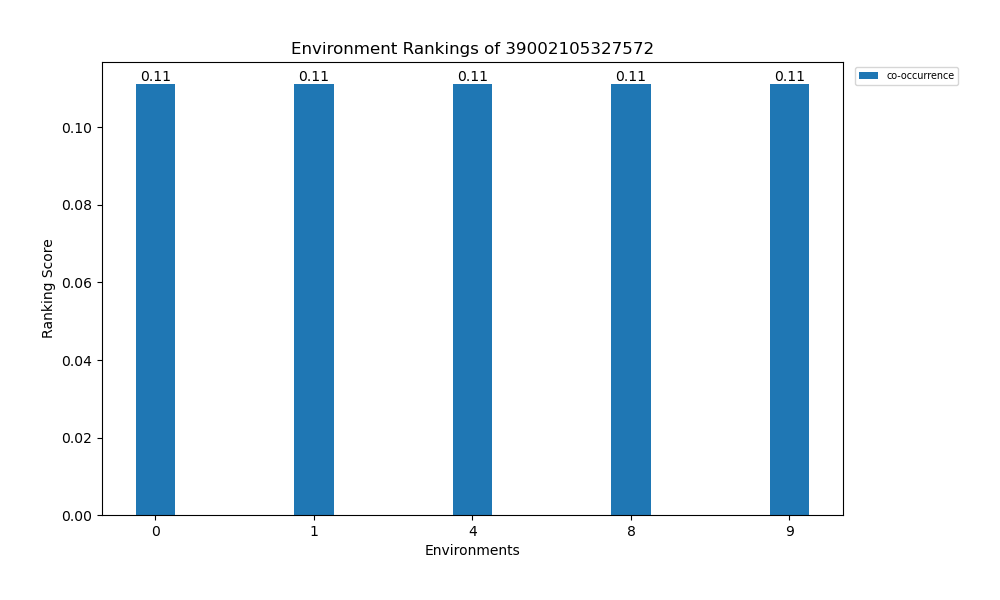 Environment Rankings of 39002105327572
0.11 0.11 0.11 0.11 0.11
co-occurrence
0.10
0.08
0.06
0.04
0.02
0.00
Ranking Score
0 1 4 8 9
Environments